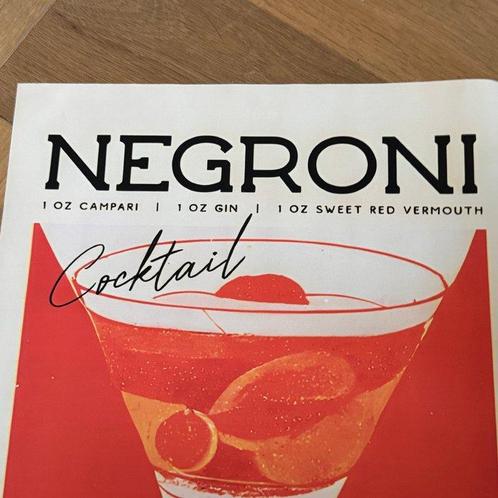 NEGRONI
1 OZ CAMPARI | 1 OZ GIN | 1 OZ SWEET RED VERMOUTH
Cocktail